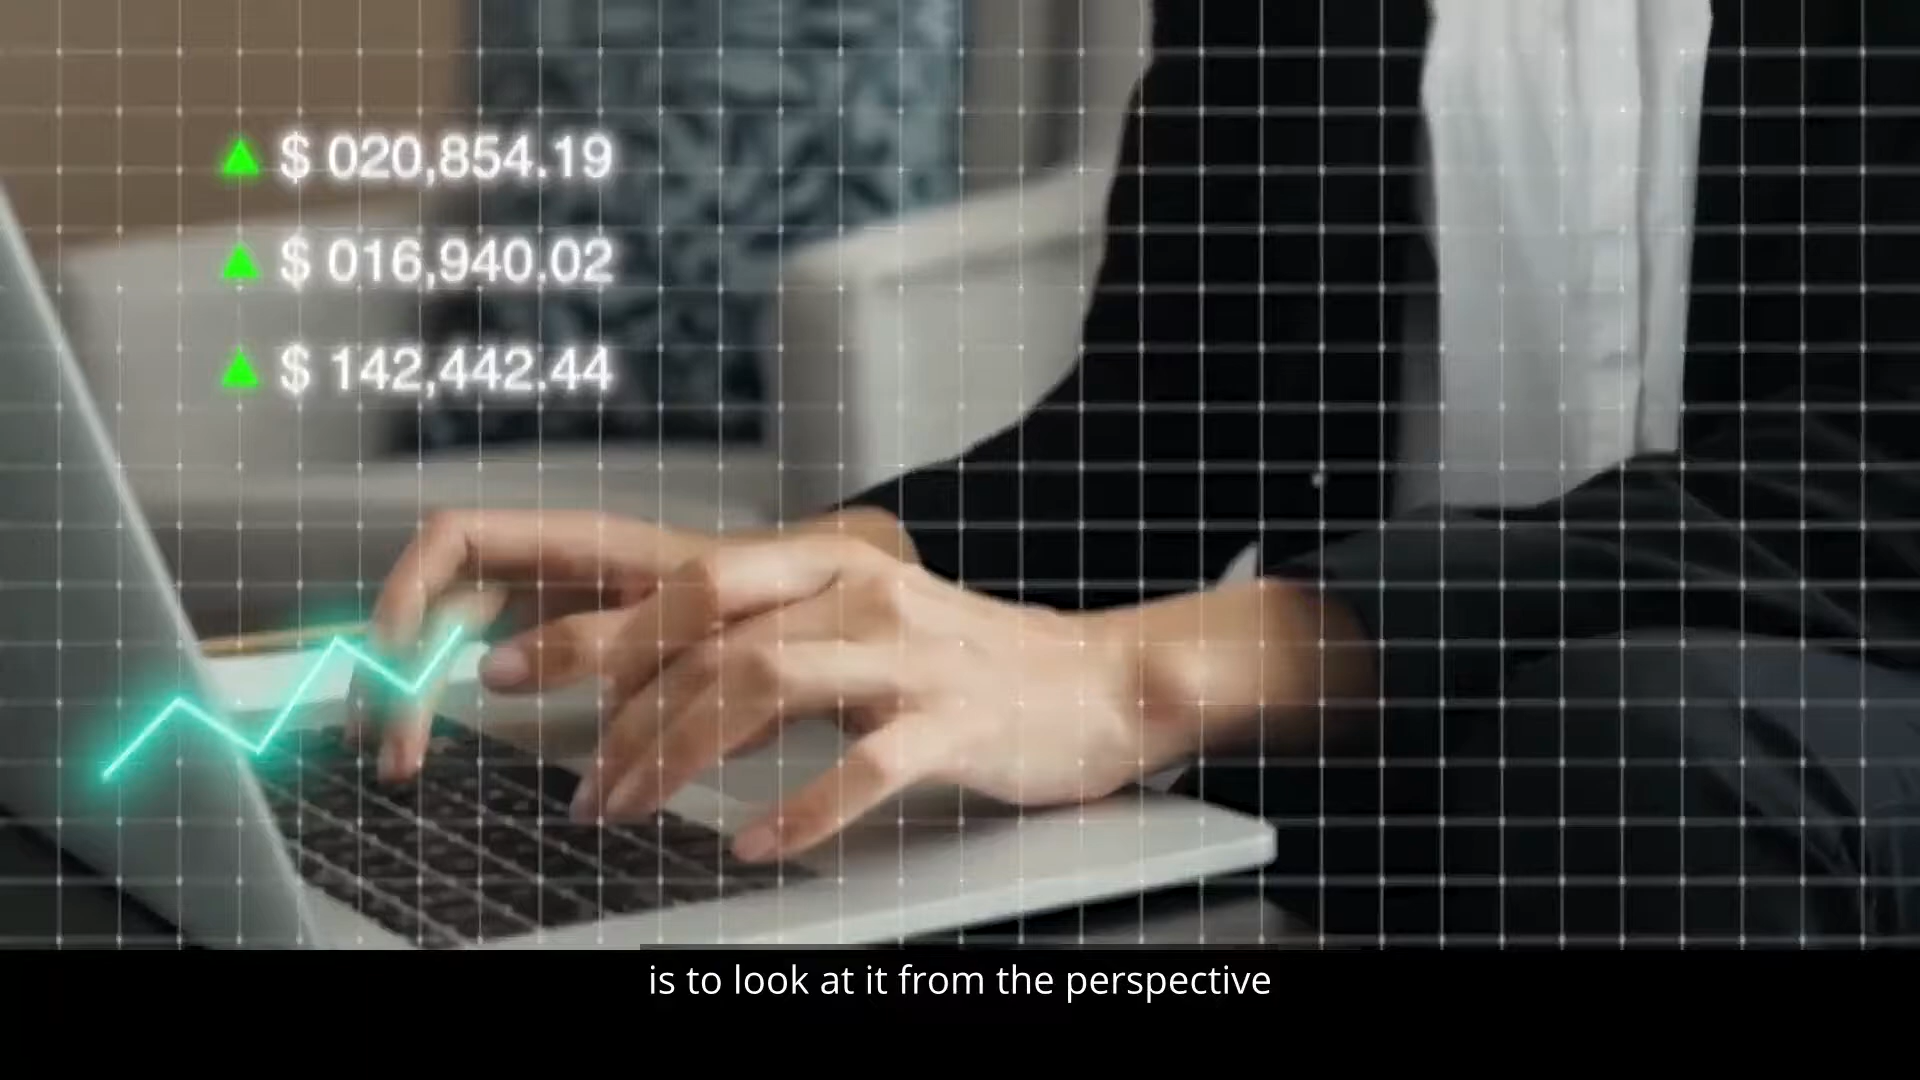 $ 020,854.19
$ 016,940.02
$ 142,442.44
is to look at it from the perspective